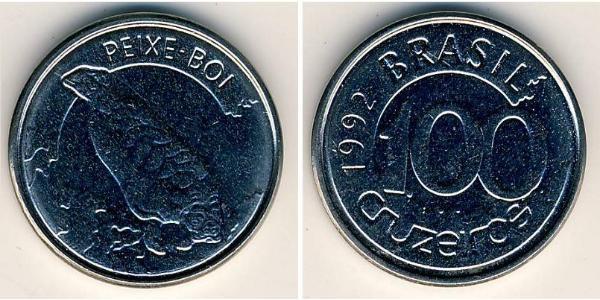 PEIXE-BOI
BRASIL
1992
100
cruzeiros